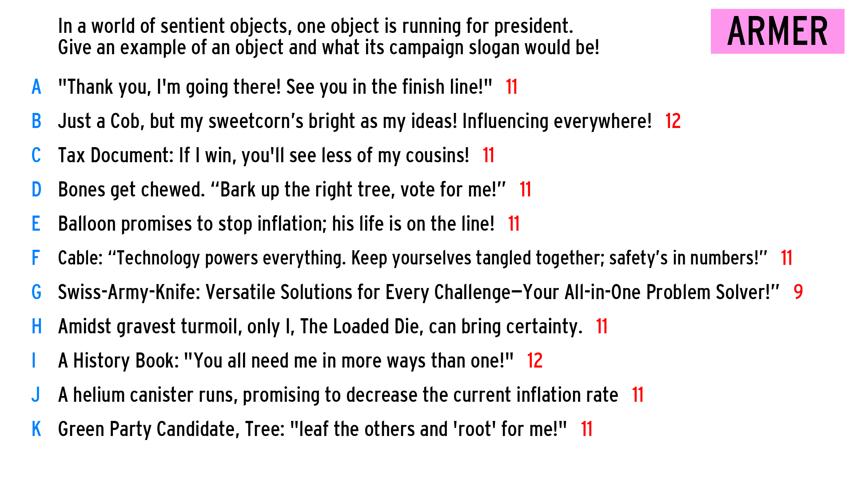 In a world of sentient objects, one object is running for president.
Give an example of an object and what its campaign slogan would be!
ARMER
A "Thank you, I'm going there! See you in the finish line!" 11
B Just a Cob, but my sweetcorn’s bright as my ideas! Influencing everywhere! 12
C Tax Document: If I win, you'll see less of my cousins! 11
D Bones get chewed. “Bark up the right tree, vote for me!” 11
E Balloon promises to stop inflation; his life is on the line! 11
F Cable: “Technology powers everything. Keep yourselves tangled together; safety’s in numbers!” 11
G Swiss-Army-Knife: Versatile Solutions for Every Challenge—Your All-in-One Problem Solver!” 9
H Amidst gravest turmoil, only I, The Loaded Die, can bring certainty. 11
I A History Book: "You all need me in more ways than one!" 12
J A helium canister runs, promising to decrease the current inflation rate 11
K Green Party Candidate, Tree: "leaf the others and 'root' for me!" 11